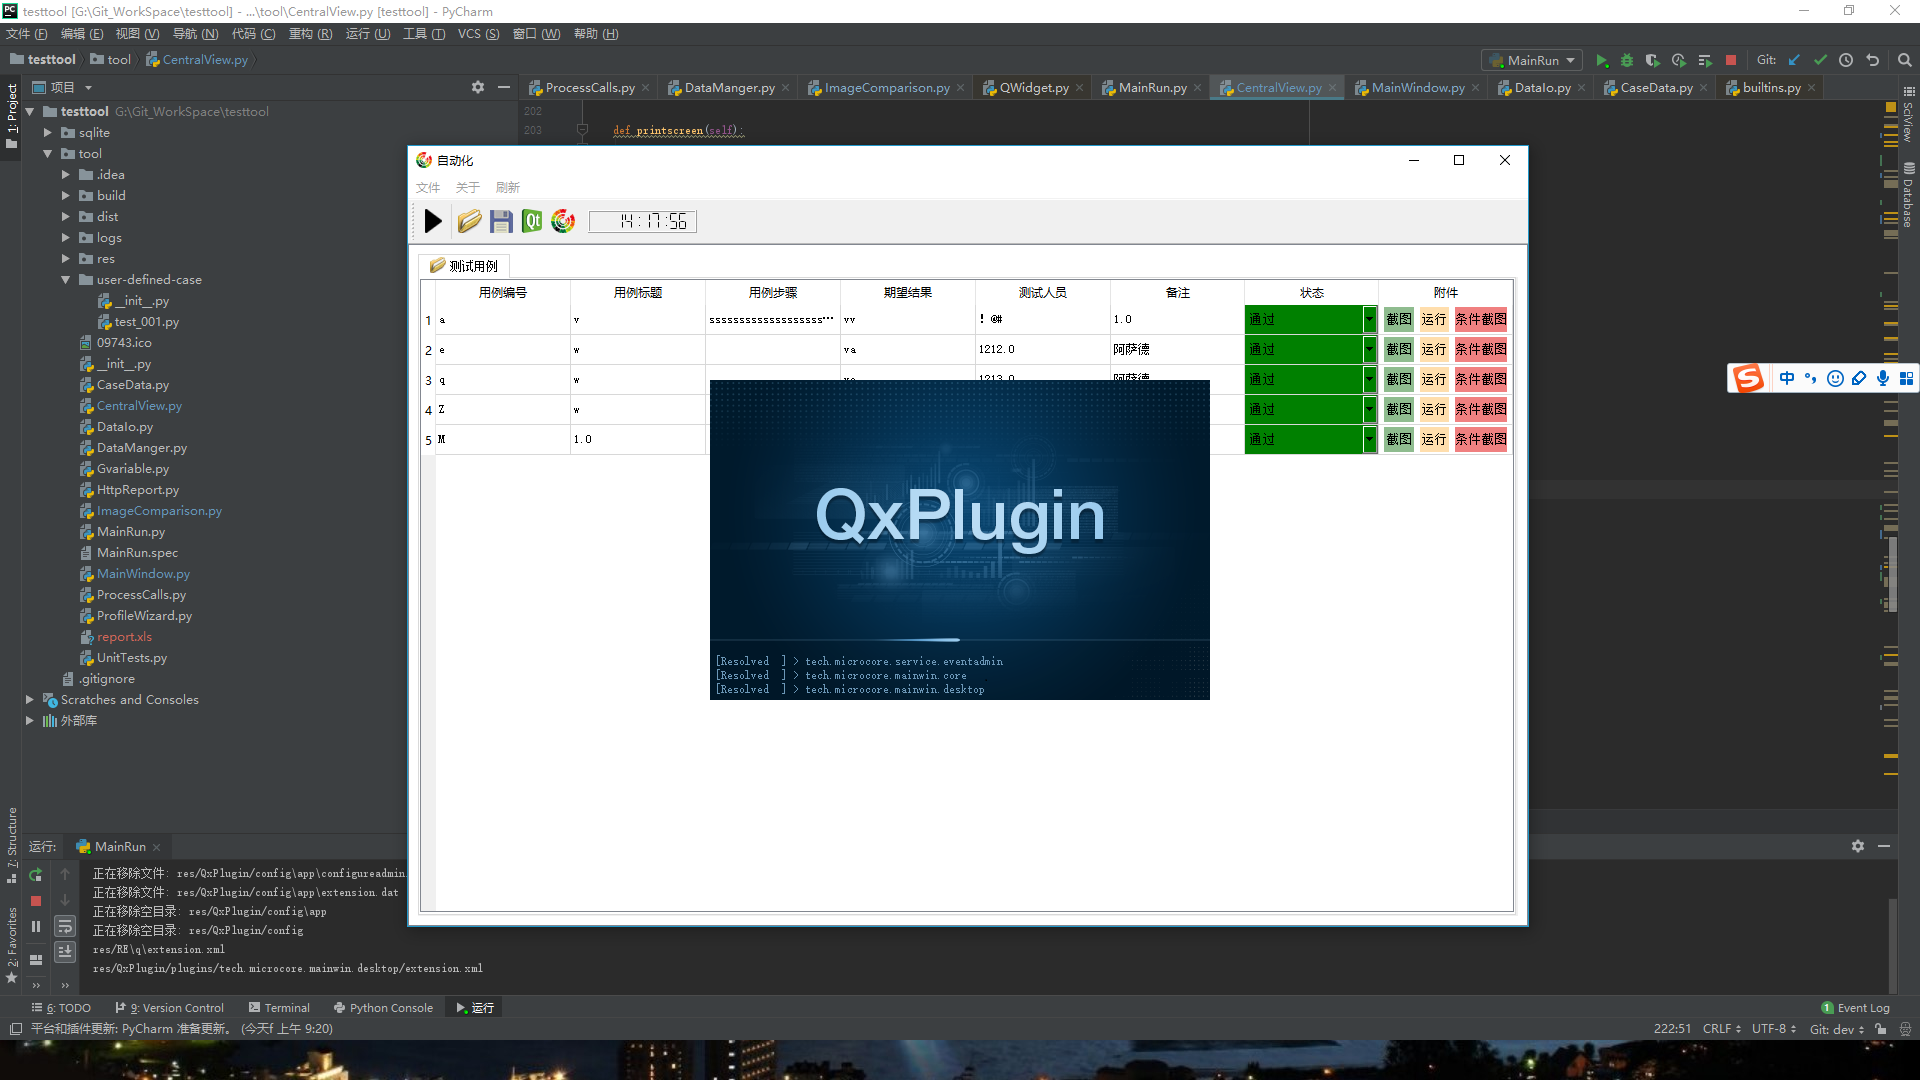 testtool [G:\Git_WorkSpace\testtool] - ...\tool\CentralView.py [testtool] - PyCharm
文件 (F) 编辑 (E) 视图 (V) 导航 (N) 代码 (C) 重构 (R) 运行 (U) 工具 (T) VCS (S) 窗口 (W) 帮助 (H)
testtool tool CentralView.py MainRun Git:
项目 ProcessCalls.py DataManger.py ImageComparison.py QWidget.py MainRun.py CentralView.py MainWindow.py DataIo.py CaseData.py builtins.py
1: Project
SciView
Database
7: Structure
2: Favorites
testtool G:\Git_WorkSpace\testtool
sqlite
tool
.idea
build
dist
logs
res
user-defined-case
__init__.py
test_001.py
09743.ico
__init__.py
CaseData.py
CentralView.py
DataIo.py
DataManger.py
Gvariable.py
HttpReport.py
ImageComparison.py
MainRun.py
MainRun.spec
MainWindow.py
ProcessCalls.py
ProfileWizard.py
report.xls
UnitTests.py
.gitignore
Scratches and Consoles
外部库
202
203 def printscreen(self):
自动化
文件 关于 刷新
Qt 14:17:56
测试用例
用例编号 用例标题 用例步骤 期望结果 测试人员 备注 状态 附件
1 a v sssssssssssssssssss… vv ！@# 1.0 通过 截图 运行 条件截图
2 e w va 1212.0 阿萨德 通过 截图 运行 条件截图
3 q w 1213.0 阿萨德 通过 截图 运行 条件截图
4 Z w 通过 截图 运行 条件截图
5 M 1.0 通过 截图 运行 条件截图
QxPlugin
[Resolved ] > tech.microcore.service.eventadmin
[Resolved ] > tech.microcore.mainwin.core
[Resolved ] > tech.microcore.mainwin.desktop
S 中
运行: MainRun
正在移除文件: res/QxPlugin/config\app\configureadmin.
正在移除文件: res/QxPlugin/config\app\extension.dat
正在移除空目录: res/QxPlugin/config\app
正在移除空目录: res/QxPlugin/config
res/RE\q\extension.xml
res/QxPlugin/plugins/tech.microcore.mainwin.desktop/extension.xml
6: TODO 9: Version Control Terminal Python Console 运行 1 Event Log
平台和插件更新: PyCharm 准备更新。 (今天f 上午 9:20) 222:51 CRLF UTF-8 Git: dev